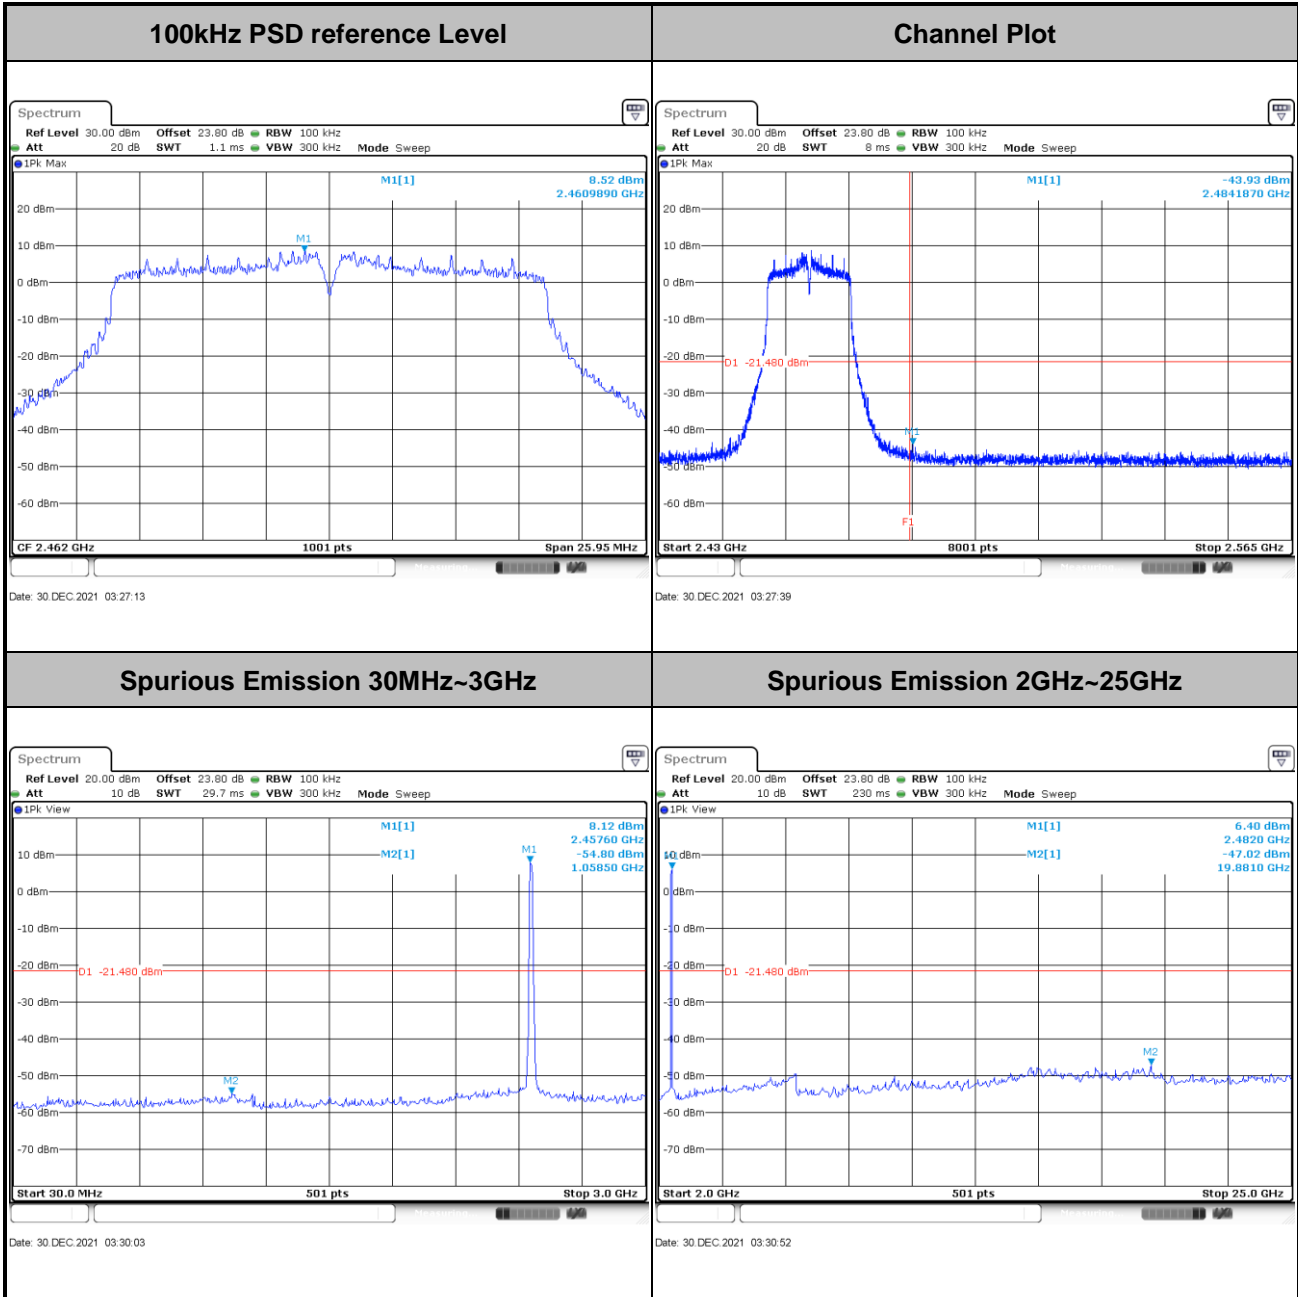 100kHz PSD reference Level
Channel Plot
Spectrum
Ref Level 30.00 dBm Offset 23.80 dB RBW 100 kHz
Att 20 dB SWT 1.1 ms VBW 300 kHz Mode Sweep
1Pk Max
M1[1] 8.52 dBm
2.4609890 GHz
20 dBm
M1
10 dBm
0 dBm
-10 dBm
-20 dBm
-30 dBm
-40 dBm
-50 dBm
-60 dBm
CF 2.462 GHz 1001 pts Span 25.95 MHz
Measuring
Date: 30.DEC.2021 03:27:13
Spectrum
Ref Level 30.00 dBm Offset 23.80 dB RBW 100 kHz
Att 20 dB SWT 8 ms VBW 300 kHz Mode Sweep
1Pk Max
M1[1] -43.93 dBm
2.4841870 GHz
20 dBm
10 dBm
0 dBm
-10 dBm
-20 dBm
D1 -21.480 dBm
-30 dBm
-40 dBm
M1
-50 dBm
-60 dBm
F1
Start 2.43 GHz 8001 pts Stop 2.565 GHz
Measuring
Date: 30.DEC.2021 03:27:39
Spurious Emission 30MHz~3GHz
Spurious Emission 2GHz~25GHz
Spectrum
Ref Level 20.00 dBm Offset 23.80 dB RBW 100 kHz
Att 10 dB SWT 29.7 ms VBW 300 kHz Mode Sweep
1Pk View
M1[1] 8.12 dBm
2.45760 GHz
M2[1] -54.80 dBm
1.05850 GHz
M1
10 dBm
0 dBm
-10 dBm
-20 dBm
D1 -21.480 dBm
-30 dBm
-40 dBm
-50 dBm
M2
-60 dBm
-70 dBm
Start 30.0 MHz 501 pts Stop 3.0 GHz
Measuring
Date: 30.DEC.2021 03:30:03
Spectrum
Ref Level 20.00 dBm Offset 23.80 dB RBW 100 kHz
Att 10 dB SWT 230 ms VBW 300 kHz Mode Sweep
1Pk View
M1[1] 6.40 dBm
2.4820 GHz
M2[1] -47.02 dBm
19.8810 GHz
10 dBm
0 dBm
-10 dBm
-20 dBm
D1 -21.480 dBm
-30 dBm
-40 dBm
M2
-50 dBm
-60 dBm
-70 dBm
Start 2.0 GHz 501 pts Stop 25.0 GHz
Measuring
Date: 30.DEC.2021 03:30:52